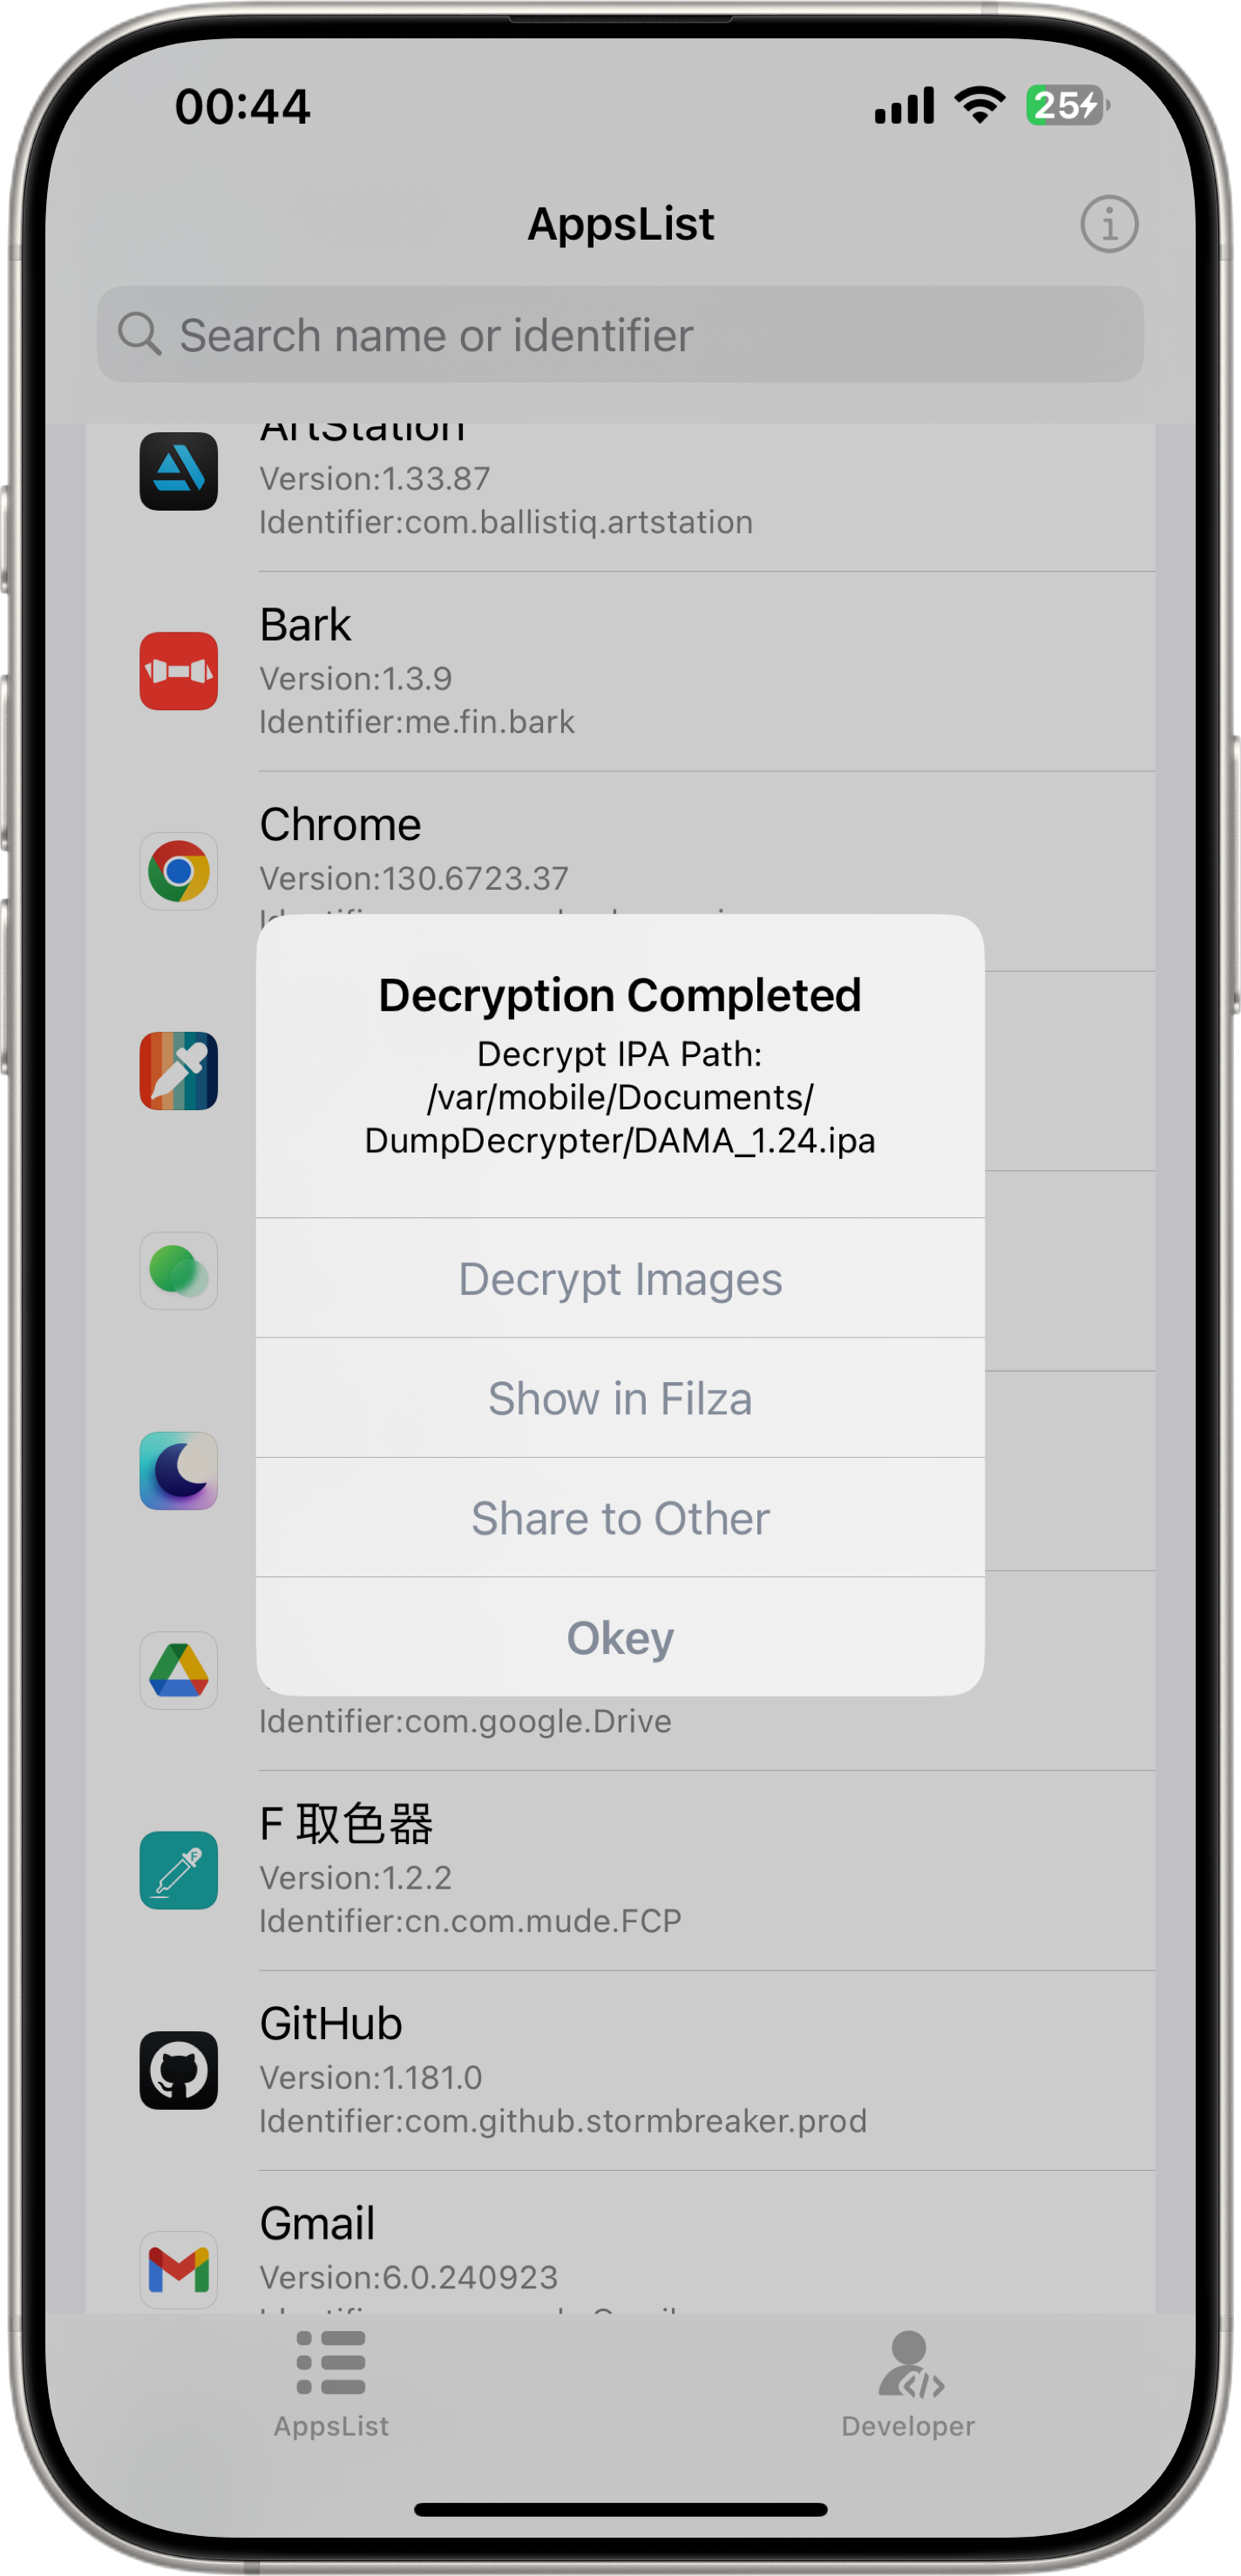 00:44
25
AppsList
Search name or identifier
ArtStation
Version:1.33.87
Identifier:com.ballistiq.artstation
Bark
Version:1.3.9
Identifier:me.fin.bark
Chrome
Version:130.6723.37
Decryption Completed
Decrypt IPA Path:
/var/mobile/Documents/
DumpDecrypter/DAMA_1.24.ipa
Decrypt Images
Show in Filza
Share to Other
Okey
Identifier:com.google.Drive
F 取色器
Version:1.2.2
Identifier:cn.com.mude.FCP
GitHub
Version:1.181.0
Identifier:com.github.stormbreaker.prod
Gmail
Version:6.0.240923
AppsList
Developer